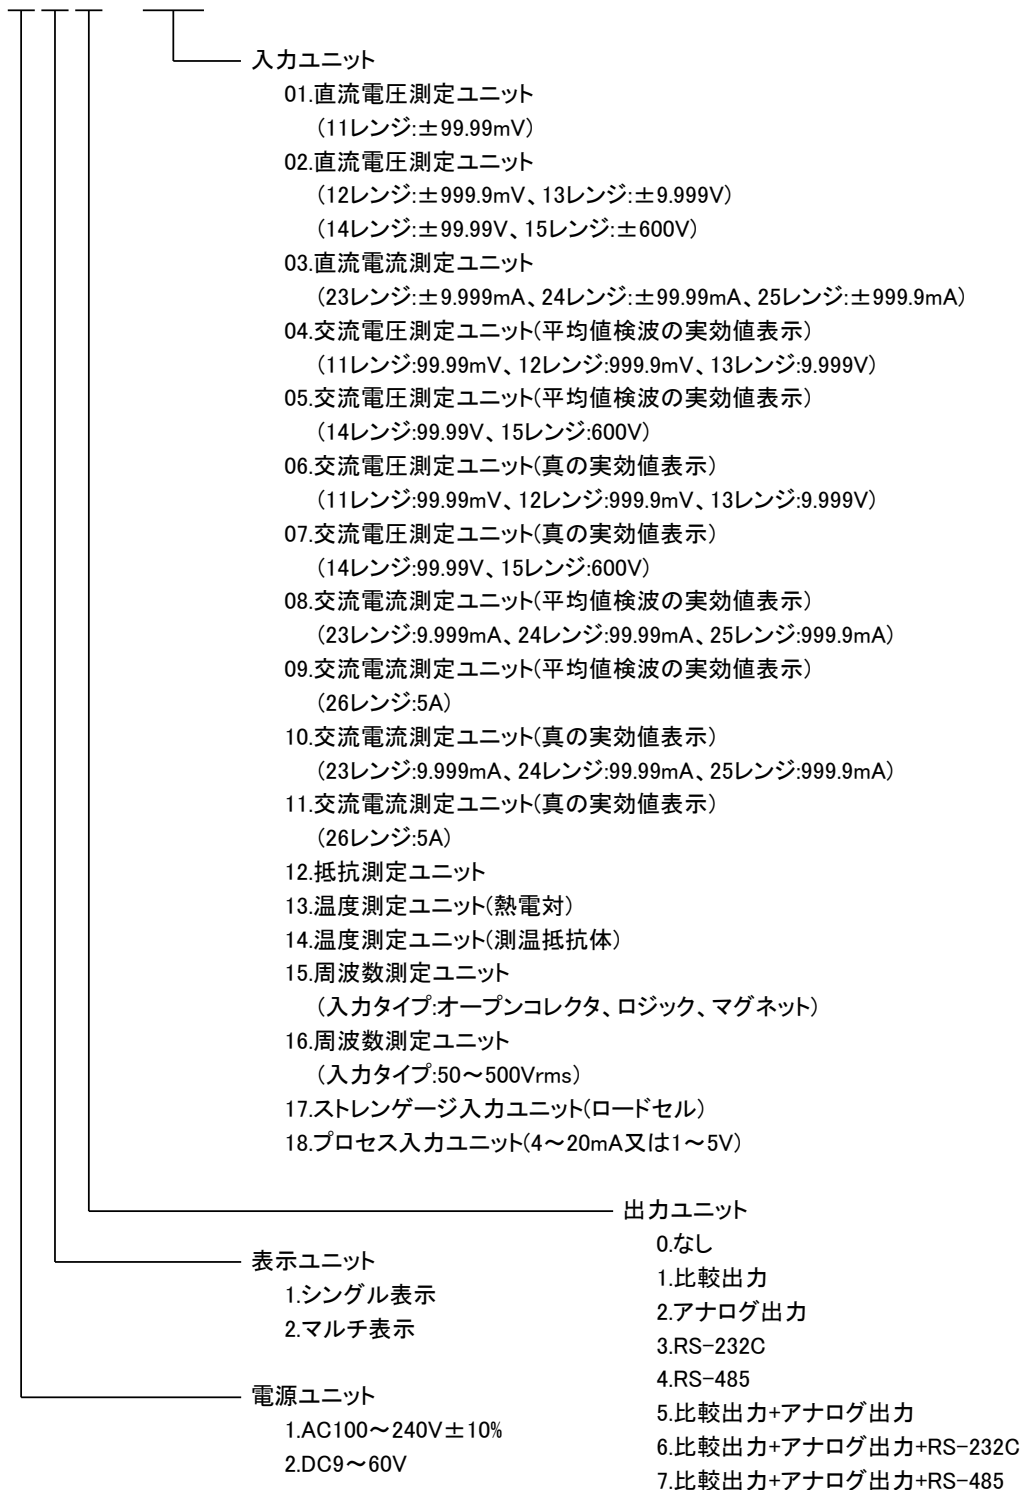 入力ユニット
01.直流電圧測定ユニット
(11レンジ:±99.99mV)
02.直流電圧測定ユニット
(12レンジ:±999.9mV、13レンジ:±9.999V)
(14レンジ:±99.99V、15レンジ:±600V)
03.直流電流測定ユニット
(23レンジ:±9.999mA、24レンジ:±99.99mA、25レンジ:±999.9mA)
04.交流電圧測定ユニット(平均値検波の実効値表示)
(11レンジ:99.99mV、12レンジ:999.9mV、13レンジ:9.999V)
05.交流電圧測定ユニット(平均値検波の実効値表示)
(14レンジ:99.99V、15レンジ:600V)
06.交流電圧測定ユニット(真の実効値表示)
(11レンジ:99.99mV、12レンジ:999.9mV、13レンジ:9.999V)
07.交流電圧測定ユニット(真の実効値表示)
(14レンジ:99.99V、15レンジ:600V)
08.交流電流測定ユニット(平均値検波の実効値表示)
(23レンジ:9.999mA、24レンジ:99.99mA、25レンジ:999.9mA)
09.交流電流測定ユニット(平均値検波の実効値表示)
(26レンジ:5A)
10.交流電流測定ユニット(真の実効値表示)
(23レンジ:9.999mA、24レンジ:99.99mA、25レンジ:999.9mA)
11.交流電流測定ユニット(真の実効値表示)
(26レンジ:5A)
12.抵抗測定ユニット
13.温度測定ユニット(熱電対)
14.温度測定ユニット(測温抵抗体)
15.周波数測定ユニット
(入力タイプ:オープンコレクタ、ロジック、マグネット)
16.周波数測定ユニット
(入力タイプ:50～500Vrms)
17.ストレンゲージ入力ユニット(ロードセル)
18.プロセス入力ユニット(4～20mA又は1～5V)
出力ユニット
0.なし
1.比較出力
2.アナログ出力
3.RS-232C
4.RS-485
5.比較出力+アナログ出力
6.比較出力+アナログ出力+RS-232C
7.比較出力+アナログ出力+RS-485
表示ユニット
1.シングル表示
2.マルチ表示
電源ユニット
1.AC100～240V±10%
2.DC9～60V